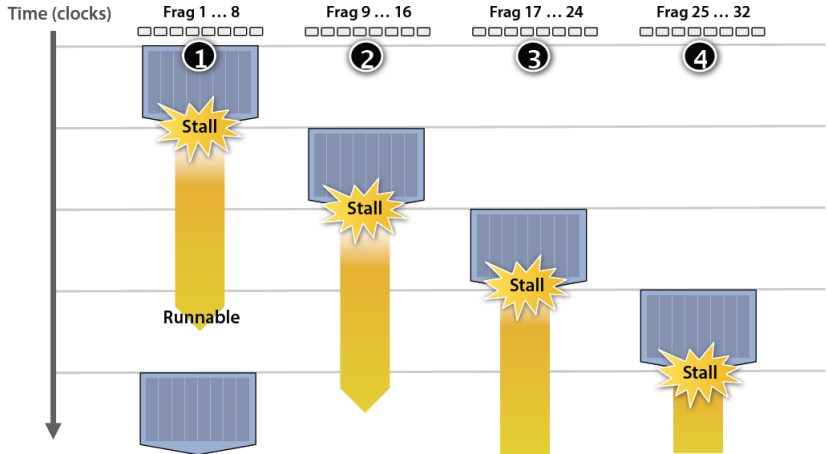 Time (clocks)
Frag 1 … 8
Frag 9 … 16
Frag 17 … 24
Frag 25 … 32
1
2
3
4
Stall
Stall
Stall
Runnable
Stall